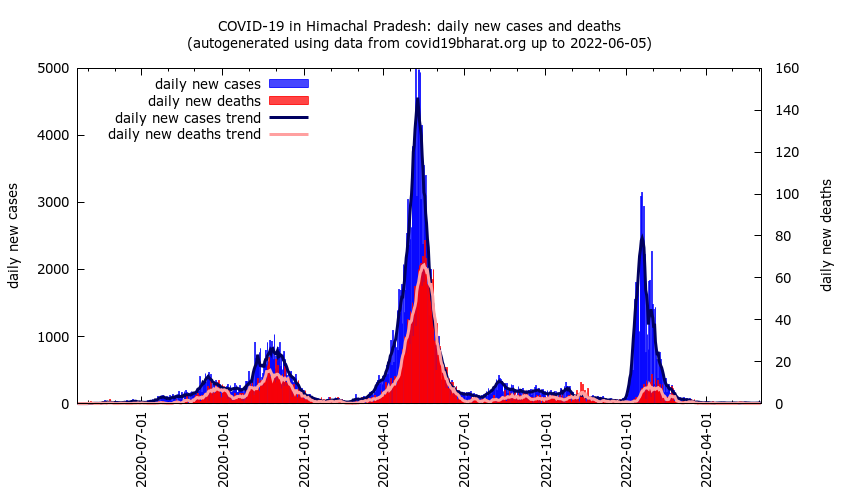 COVID-19 in Himachal Pradesh: daily new cases and deaths
(autogenerated using data from covid19bharat.org up to 2022-06-05)
daily new cases
daily new deaths
daily new cases trend
daily new deaths trend
5000
4000
3000
2000
1000
0
160
140
120
100
80
60
40
20
0
daily new cases
daily new deaths
2020-07-01
2020-10-01
2021-01-01
2021-04-01
2021-07-01
2021-10-01
2022-01-01
2022-04-01